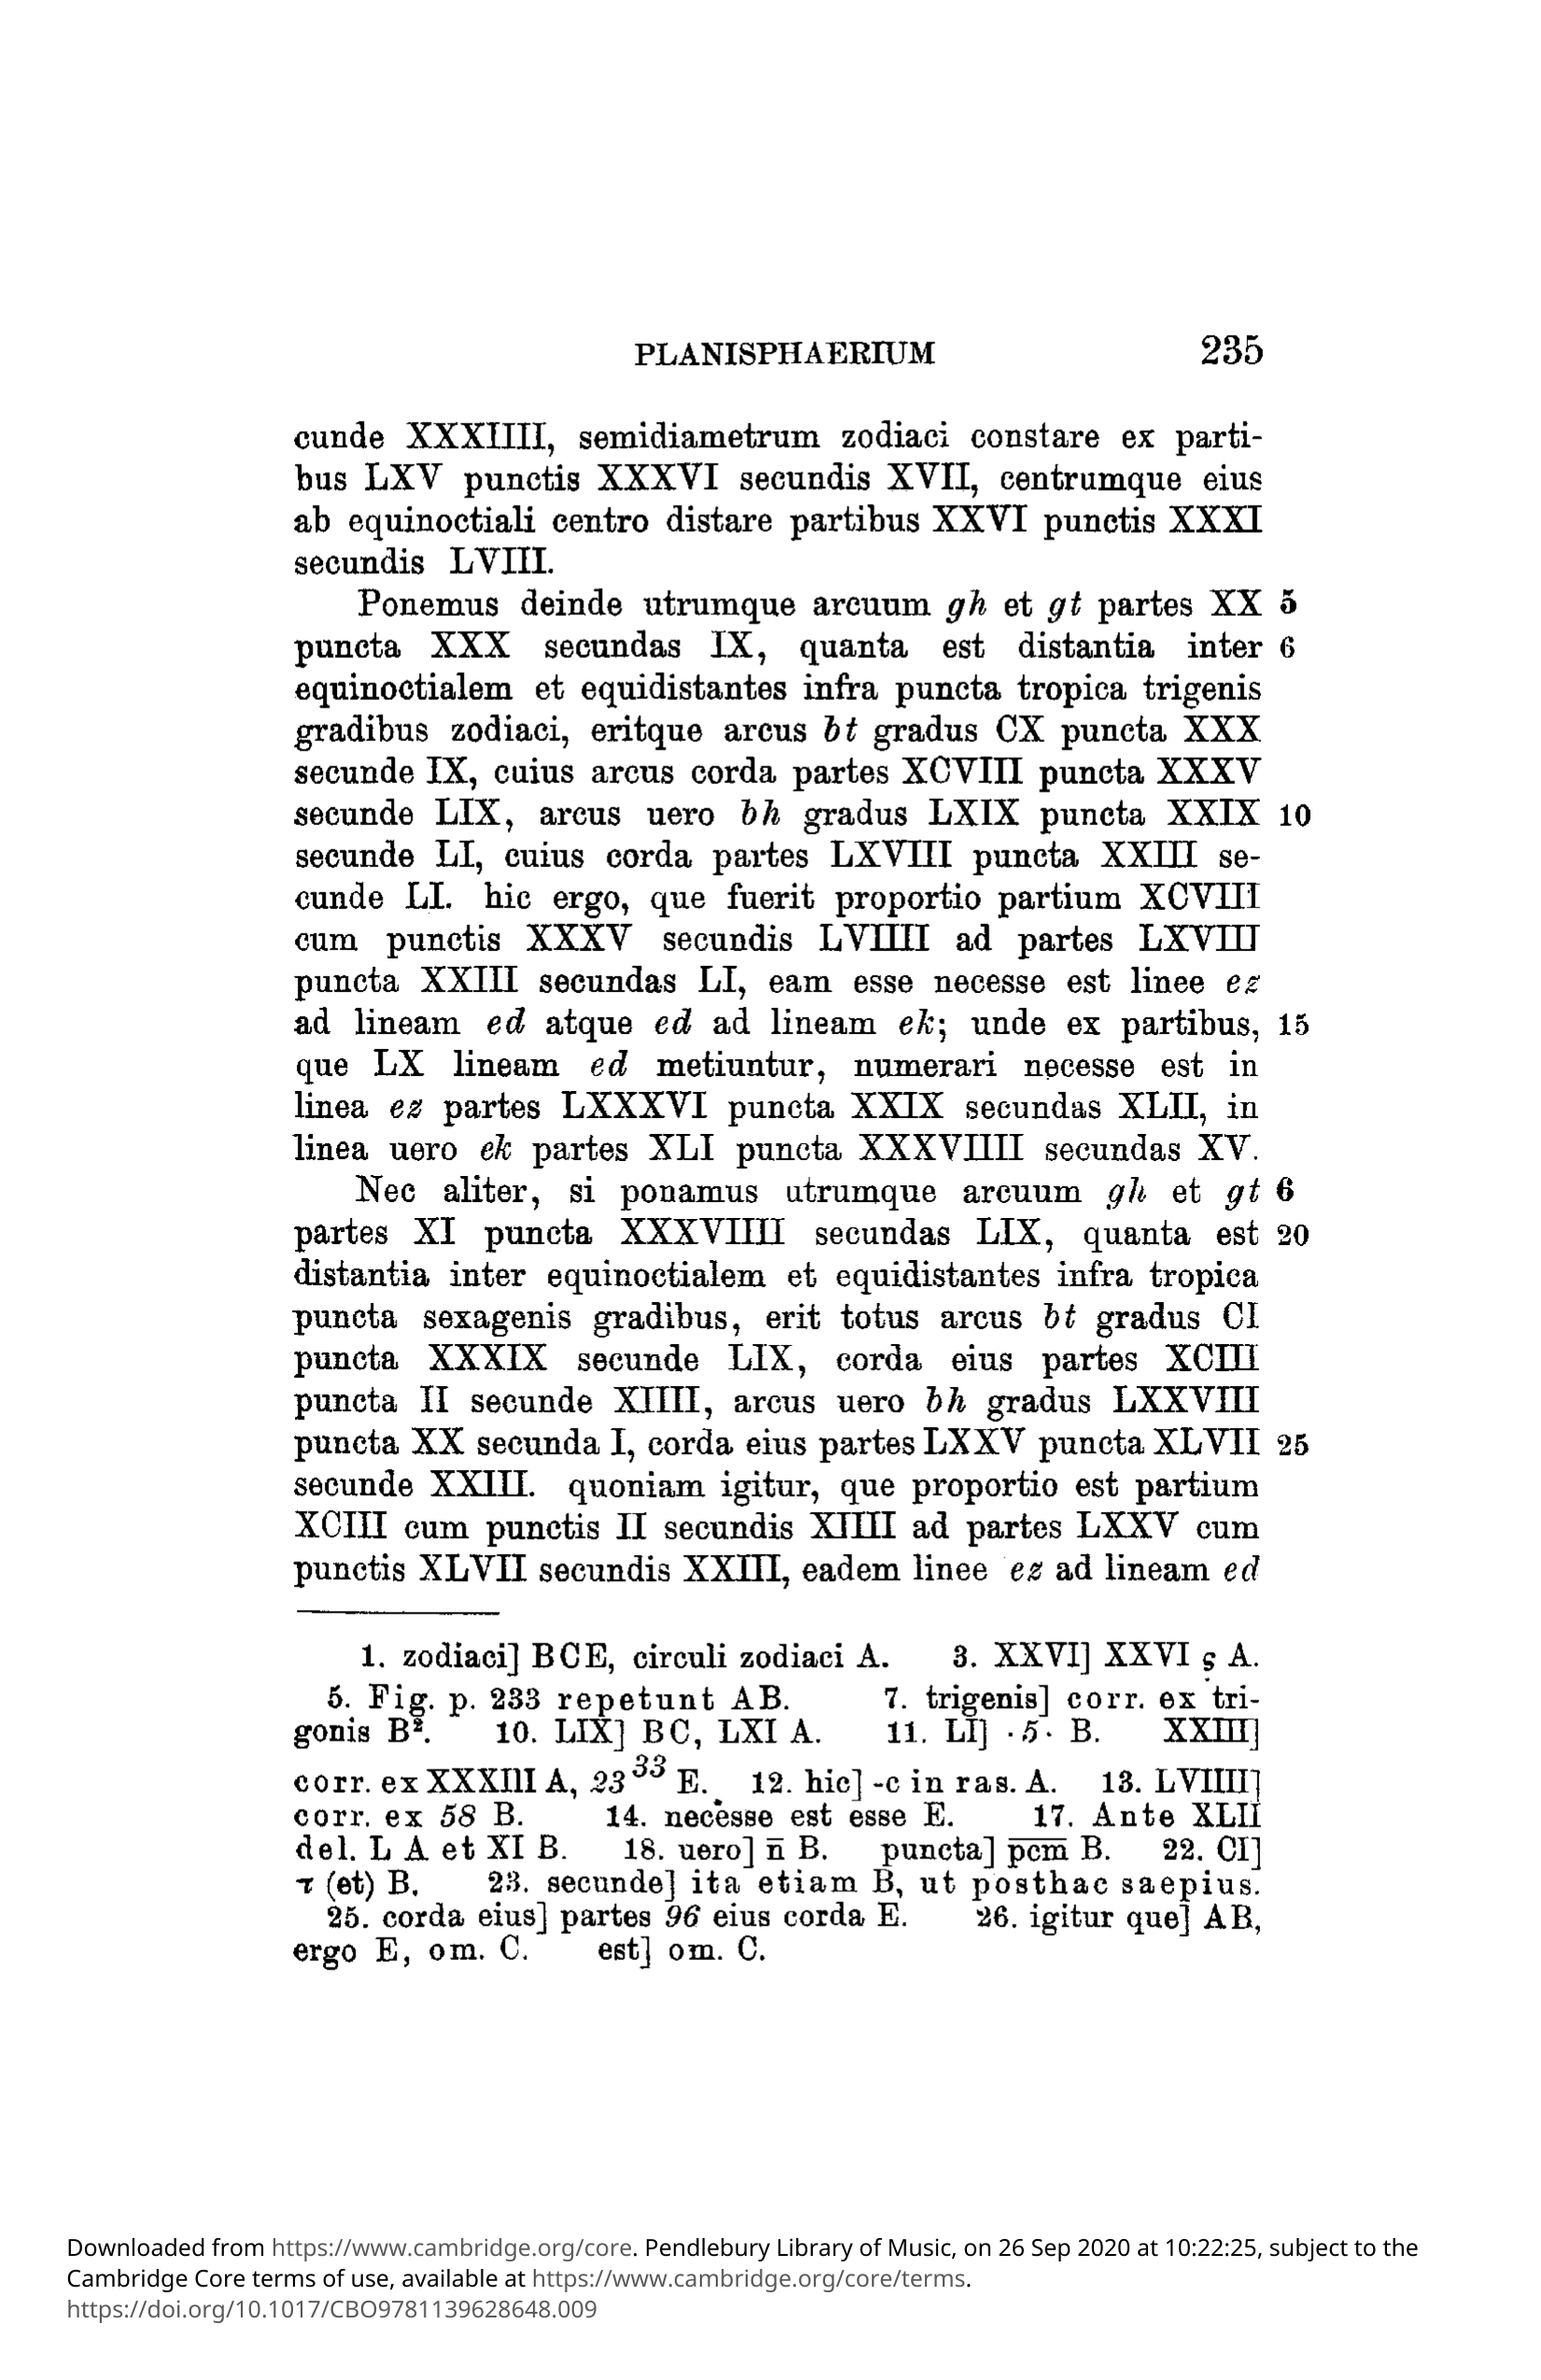 PLANISPHAERIUM 235
cunde XXXIIII, semidiametrum zodiaci constare ex parti-
bus LXV punctis XXXVI secundis XVII, centrumque eius
ab equinoctiali centro distare partibus XXVI punctis XXXI
secundis LVIII.
Ponemus deinde utrumque arcuum gh et gt partes XX 5
puncta XXX secundas IX, quanta est distantia inter 6
equinoctialem et equidistantes infra puncta tropica trigenis
gradibus zodiaci, eritque arcus bt gradus CX puncta XXX
secunde IX, cuius arcus corda partes XCVIII puncta XXXV
secunde LIX, arcus uero bh gradus LXIX puncta XXIX 10
secunde LI, cuius corda partes LXVIII puncta XXIII se-
cunde LI. hic ergo, que fuerit proportio partium XCVIII
cum punctis XXXV secundis LVIIII ad partes LXVIII
puncta XXIII secundas LI, eam esse necesse est linee ez
ad lineam ed atque ed ad lineam ek; unde ex partibus, 15
que LX lineam ed metiuntur, numerari necesse est in
linea ez partes LXXXVI puncta XXIX secundas XLII, in
linea uero ek partes XLI puncta XXXVIIII secundas XV.
Nec aliter, si ponamus utrumque arcuum gh et gt 6
partes XI puncta XXXVIIII secundas LIX, quanta est 20
distantia inter equinoctialem et equidistantes infra tropica
puncta sexagenis gradibus, erit totus arcus bt gradus CI
puncta XXXIX secunde LIX, corda eius partes XCIII
puncta II secunde XIIII, arcus uero bh gradus LXXVIII
puncta XX secunda I, corda eius partes LXXV puncta XLVII 25
secunde XXIII. quoniam igitur, que proportio est partium
XCIII cum punctis II secundis XIIII ad partes LXXV cum
punctis XLVII secundis XXIII, eadem linee ez ad lineam ed
1. zodiaci] BCE, circuli zodiaci A. 3. XXVI] XXVI ς A.
5. Fig. p. 233 repetunt AB. 7. trigenis] corr. ex tri-
gonis B². 10. LIX] BC, LXI A. 11. LI] ·5· B. XXIII]
corr. ex XXXIII A, 23³³ E. 12. hic] -c in ras. A. 13. LVIIII]
corr. ex 58 B. 14. necesse est esse E. 17. Ante XLII
del. L A et XI B. 18. uero] n̄ B. puncta] p̅c̅m̅ B. 22. CI]
⁊ (et) B. 23. secunde] ita etiam B, ut posthac saepius.
25. corda eius] partes 96 eius corda E. 26. igitur que] AB,
ergo E, om. C. est] om. C.
Downloaded from https://www.cambridge.org/core. Pendlebury Library of Music, on 26 Sep 2020 at 10:22:25, subject to the
Cambridge Core terms of use, available at https://www.cambridge.org/core/terms.
https://doi.org/10.1017/CBO9781139628648.009